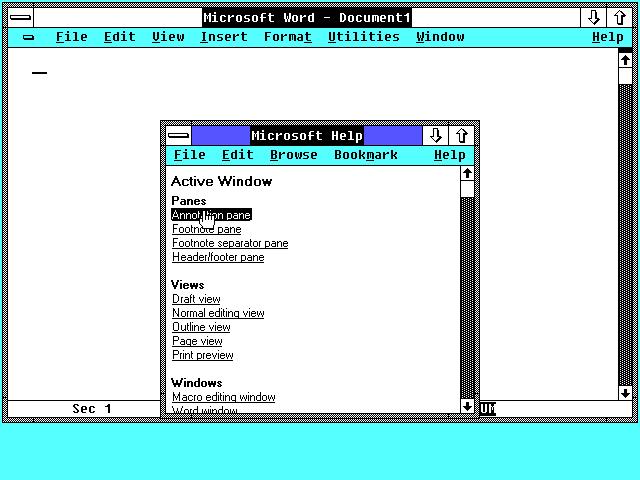 Microsoft Word - Document1
File Edit View Insert Format Utilities Window Help
Microsoft Help
File Edit Browse Bookmark Help
Active Window
Panes
Annotation pane
Footnote pane
Footnote separator pane
Header/footer pane
Views
Draft view
Normal editing view
Outline view
Page view
Print preview
Windows
Macro editing window
Word window
Sec 1